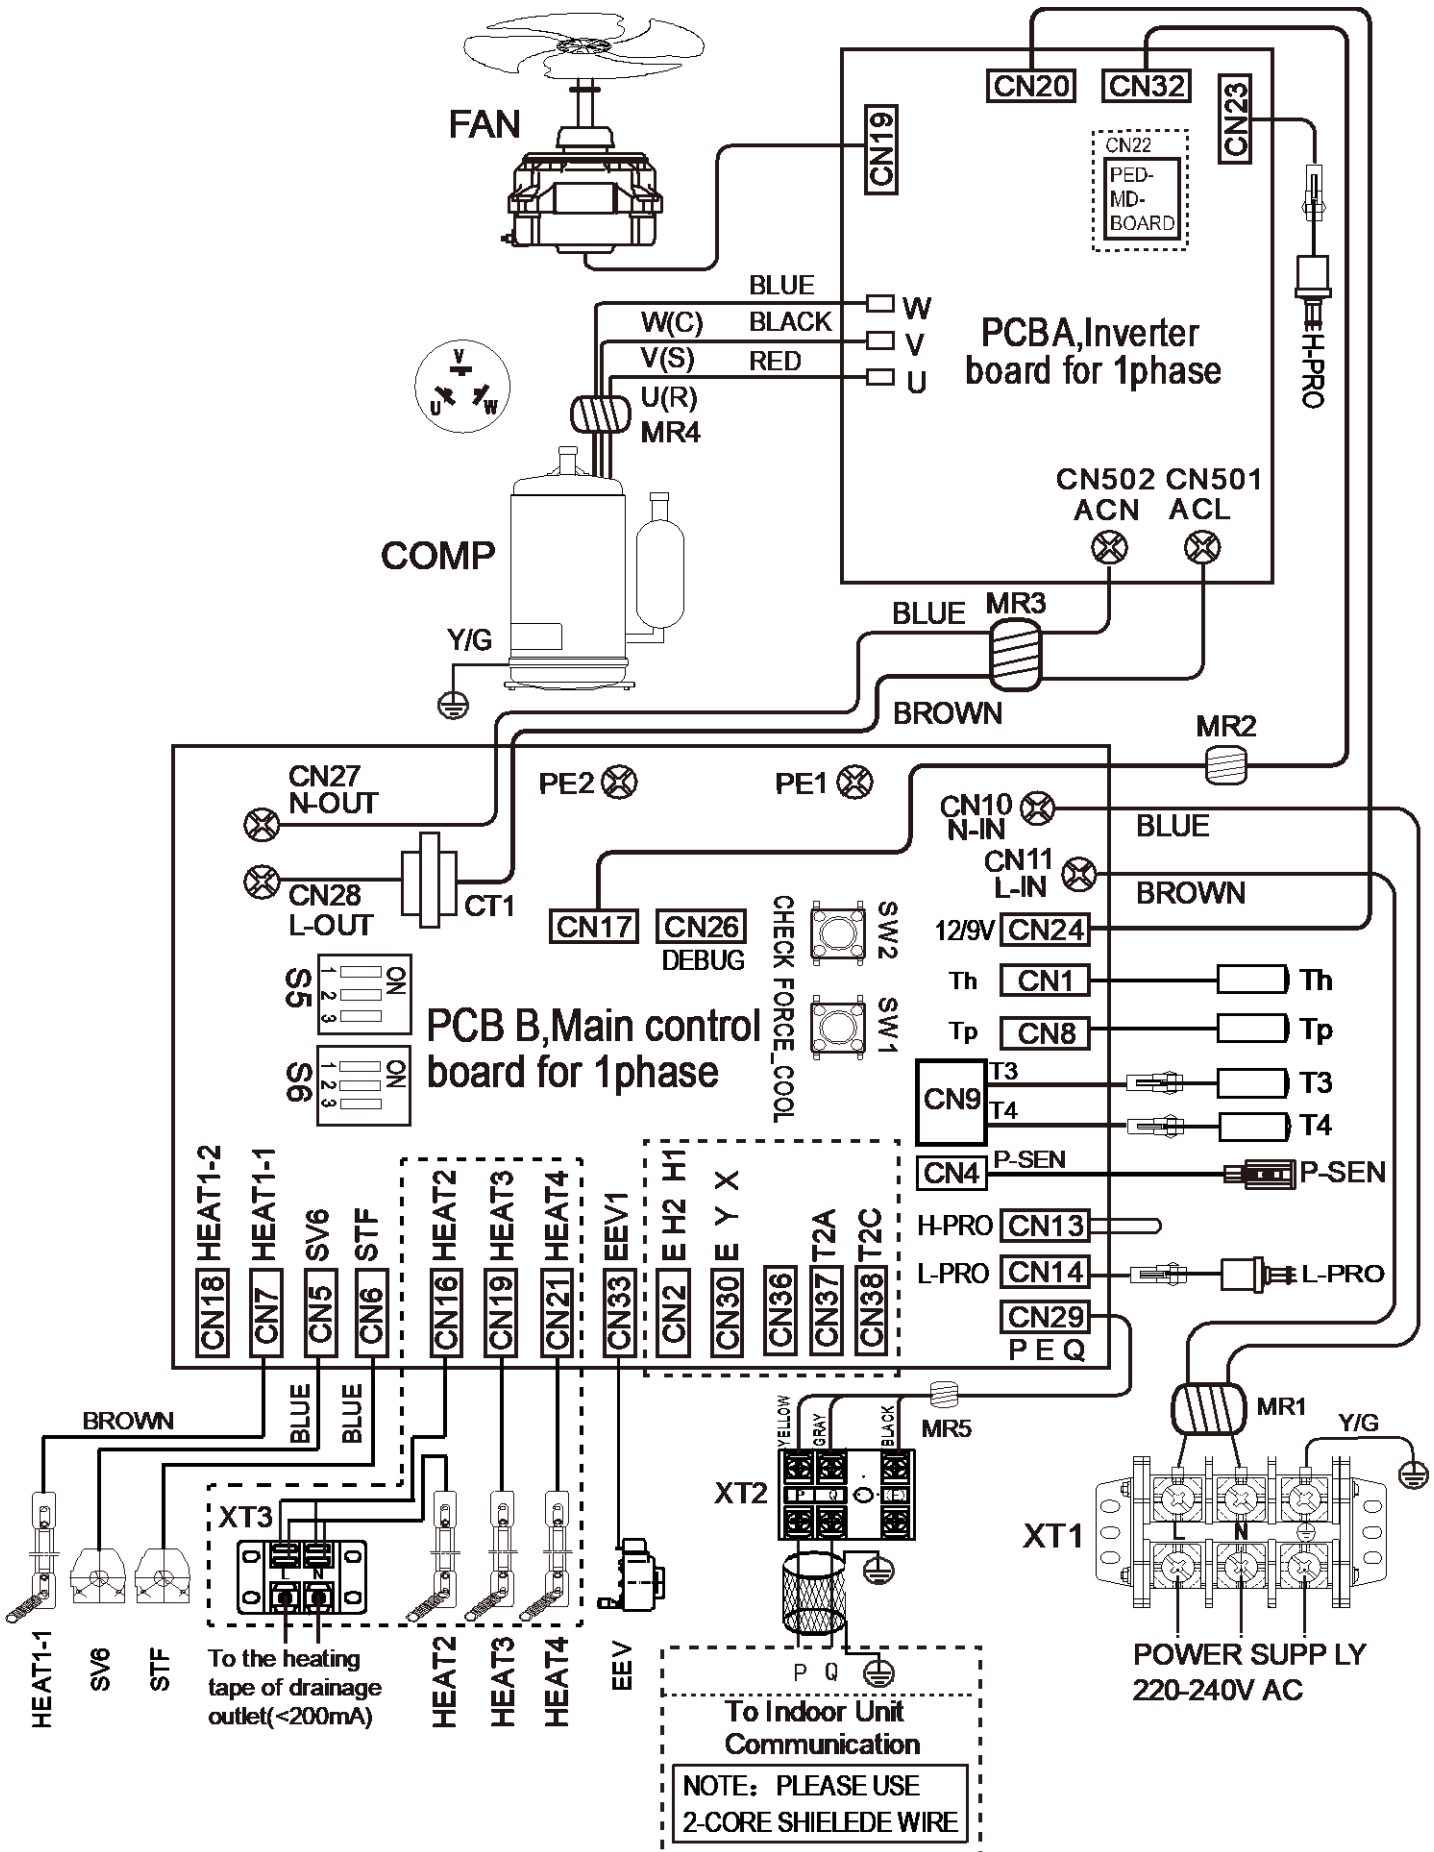 CN20
CN32
CN23
FAN
CN19
CN22
PED-
MD-
BOARD
H-PRO
BLUE
W
W(C)
BLACK
V
V(S)
RED
U
U(R)
MR4
V
U
W
PCBA,Inverter
board for 1phase
CN502
ACN
CN501
ACL
COMP
Y/G
BLUE
MR3
BROWN
MR2
CN27
N-OUT
PE2
PE1
CN10
N-IN
BLUE
CN11
L-IN
BROWN
CN28
L-OUT
CT1
CN17
CN26
DEBUG
CHECK FORCE_COOL
SW2
SW1
12/9V
CN24
Th
CN1
Th
Tp
CN8
Tp
CN9
T3
T4
T3
T4
CN4
P-SEN
P-SEN
H-PRO
CN13
L-PRO
CN14
L-PRO
CN29
P E Q
S5
1
2
3
ON
S6
1
2
3
ON
PCB B,Main control
board for 1phase
HEAT1-2
HEAT1-1
SV6
STF
HEAT2
HEAT3
HEAT4
EEV1
E H2 H1
E Y X
T2A
T2C
CN18
CN7
CN5
CN6
CN16
CN19
CN21
CN33
CN2
CN30
CN36
CN37
CN38
BROWN
BLUE
BLUE
YELLOW
GRAY
BLACK
MR5
MR1
Y/G
XT3
L
N
XT2
P
Q
(E)
XT1
L
N
HEAT1-1
SV6
STF
To the heating
tape of drainage
outlet(<200mA)
HEAT2
HEAT3
HEAT4
EEV
P
Q
To Indoor Unit
Communication
NOTE: PLEASE USE
2-CORE SHIELEDE WIRE
POWER SUPP LY
220-240V AC